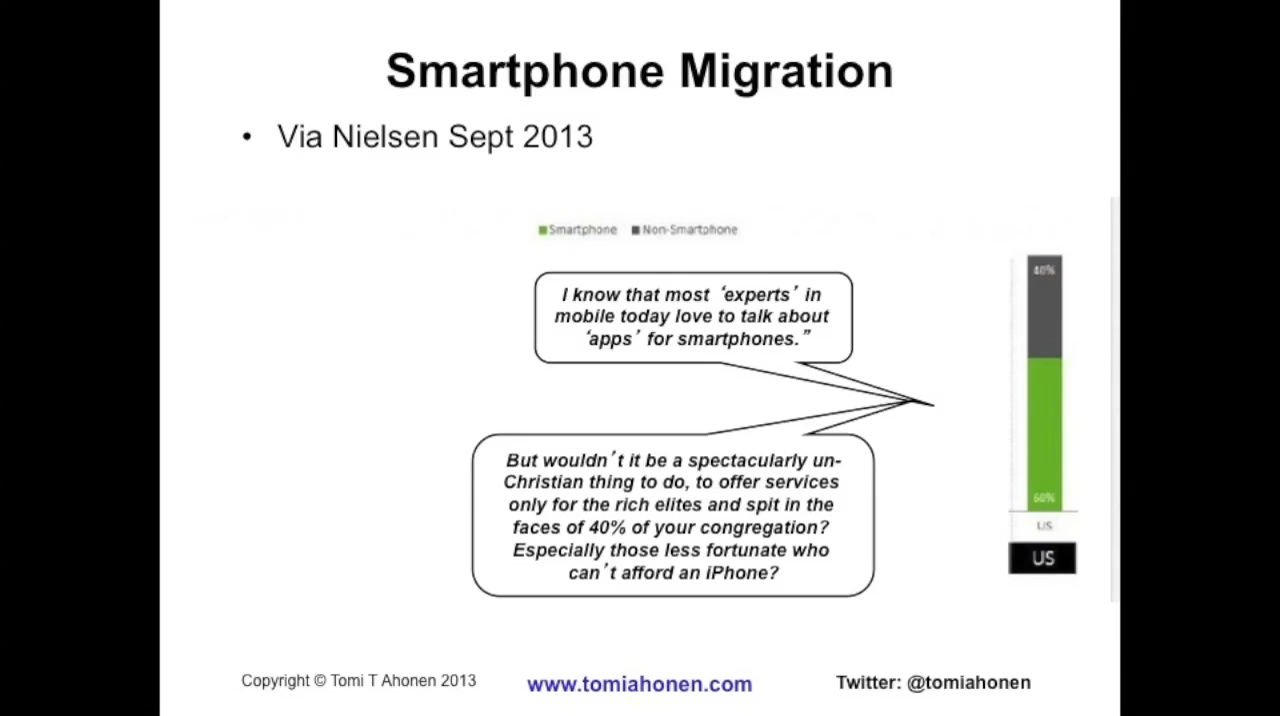 Smartphone Migration
• Via Nielsen Sept 2013
Smartphone Non-Smartphone
40%
I know that most ‘experts’ in
mobile today love to talk about
‘apps’ for smartphones.”
But wouldn’t it be a spectacularly un-
Christian thing to do, to offer services
only for the rich elites and spit in the
faces of 40% of your congregation?
Especially those less fortunate who
can’t afford an iPhone?
60%
US
US
Copyright © Tomi T Ahonen 2013
www.tomiahonen.com
Twitter: @tomiahonen